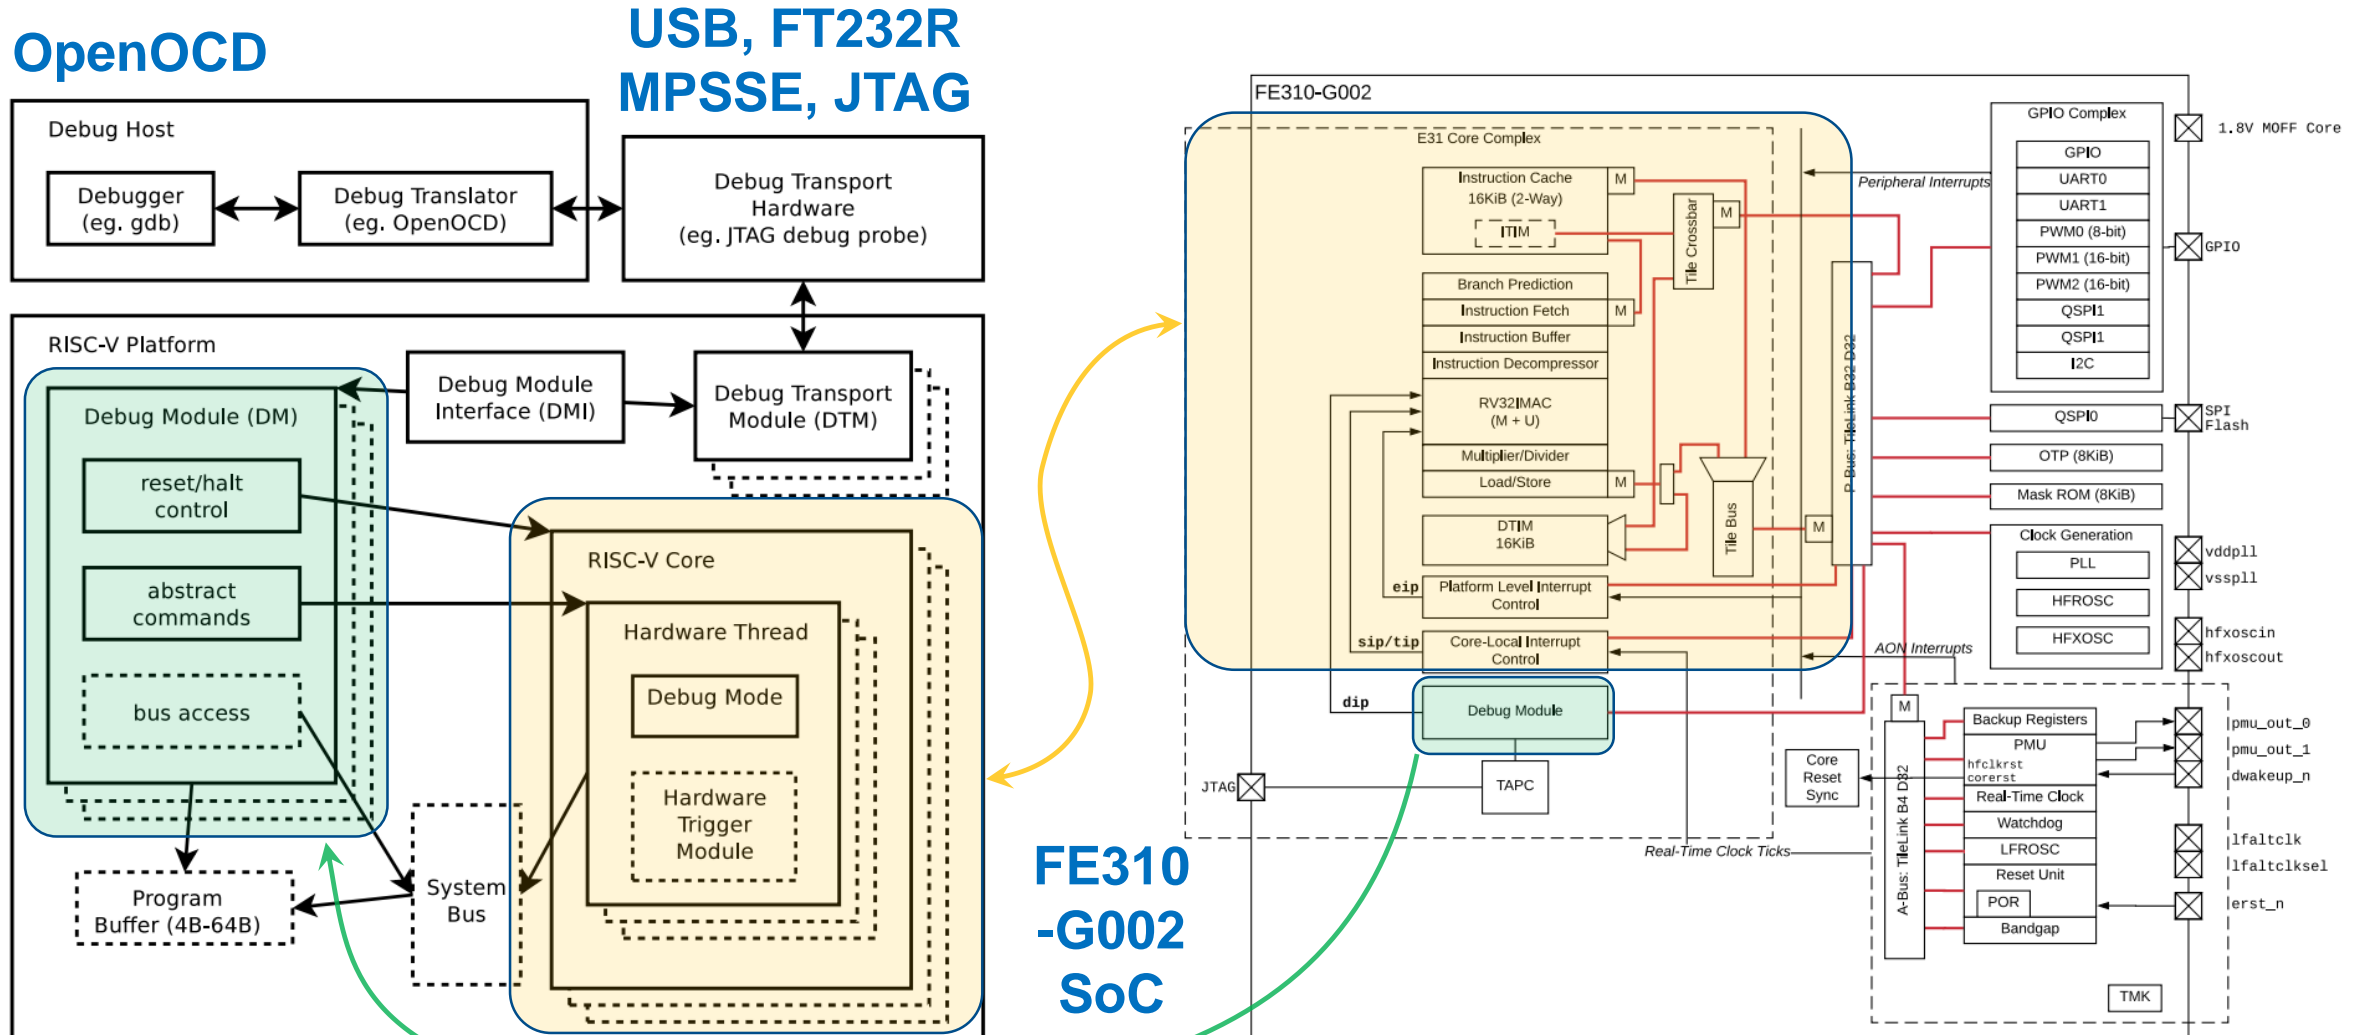 OpenOCD
USB, FT232R
MPSSE, JTAG
Debug Host
Debugger
(eg. gdb)
Debug Translator
(eg. OpenOCD)
Debug Transport
Hardware
(eg. JTAG debug probe)
RISC-V Platform
Debug Module (DM)
reset/halt
control
abstract
commands
bus access
Debug Module
Interface (DMI)
Debug Transport
Module (DTM)
RISC-V Core
Hardware Thread
Debug Mode
Hardware
Trigger
Module
Program
Buffer (4B-64B)
System
Bus
FE310
-G002
SoC
FE310-G002
E31 Core Complex
Instruction Cache
16KiB (2-Way)
ITIM
M
M
Tile Crossbar
Branch Prediction
Instruction Fetch
M
Instruction Buffer
Instruction Decompressor
RV32IMAC
(M + U)
Multiplier/Divider
Load/Store
M
DTIM
16KiB
Tile Bus
M
P-Bus: TileLink B32 D32
eip
Platform Level Interrupt
Control
sip/tip
Core-Local Interrupt
Control
dip
Debug Module
JTAG
TAPC
Peripheral Interrupts
GPIO Complex
GPIO
UART0
UART1
PWM0 (8-bit)
PWM1 (16-bit)
PWM2 (16-bit)
QSPI1
QSPI1
I2C
QSPI0
OTP (8KiB)
Mask ROM (8KiB)
Clock Generation
PLL
HFROSC
HFXOSC
1.8V MOFF Core
GPIO
SPI
Flash
vddpll
vsspll
hfxoscin
hfxoscout
AON Interrupts
M
A-Bus: TileLink B4 D32
Backup Registers
PMU
hfclkrst
corerst
Real-Time Clock
Watchdog
LFROSC
Reset Unit
POR
Bandgap
Core
Reset
Sync
Real-Time Clock Ticks
TMK
pmu_out_0
pmu_out_1
dwakeup_n
lfaltclk
lfaltclksel
erst_n